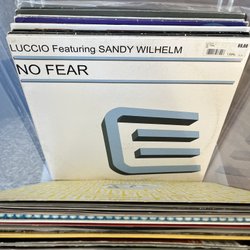 LUCCIO Featuring SANDY WILHELM
NO FEAR